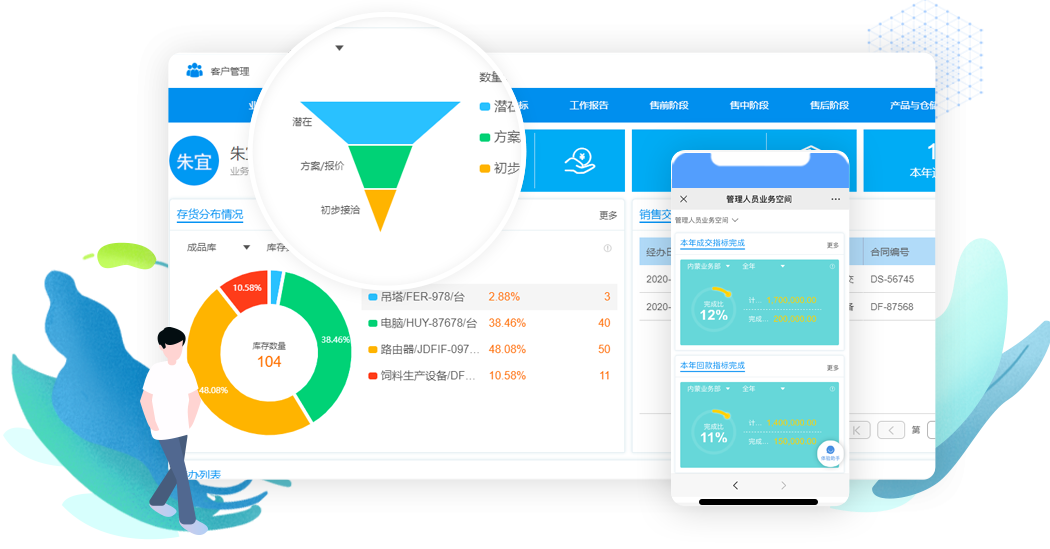 客户管理
工作报告
售前阶段
售中阶段
售后阶段
产品与仓储
数量
潜在
方案
初步
潜在
方案/报价
初步接洽
朱宜
业务
存货分布情况
更多
成品库
10.58%
38.46%
48.08%
库存数量
104
吊塔/FER-978/台 2.88% 3
电脑/HUY-87678/台 38.46% 40
路由器/JDFIF-097... 48.08% 50
饲料生产设备/DF... 10.58% 11
办列表
本年
销售
经办日
合同编号
2020-
DS-56745
2020-
DF-87568
第
管理人员业务空间
管理人员业务空间
本年成交指标完成
更多
内蒙业务部 全年
完成比
12%
计... 1,700,000.00
完成... 200,000.00
本年回款指标完成
更多
内蒙业务部 全年
完成比
11%
计... 1,400,000.00
完成... 150,000.00